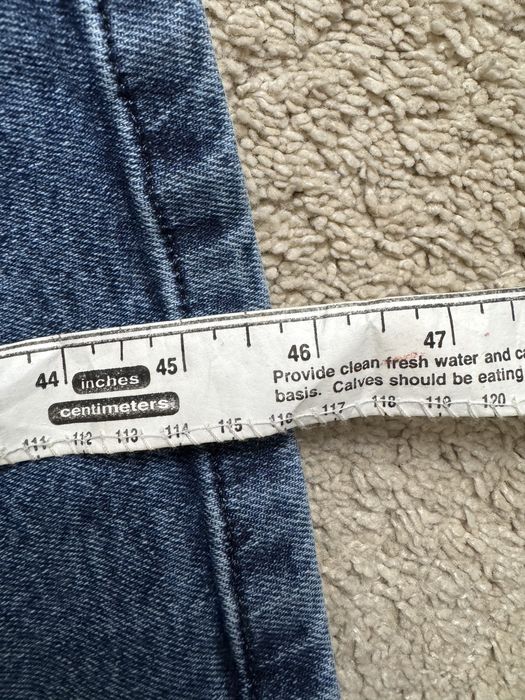 44 inches 45 46 47
Provide clean fresh water and
basis. Calves should be eating
centimeters
111 112 113 114 115 116 117 118 119 120